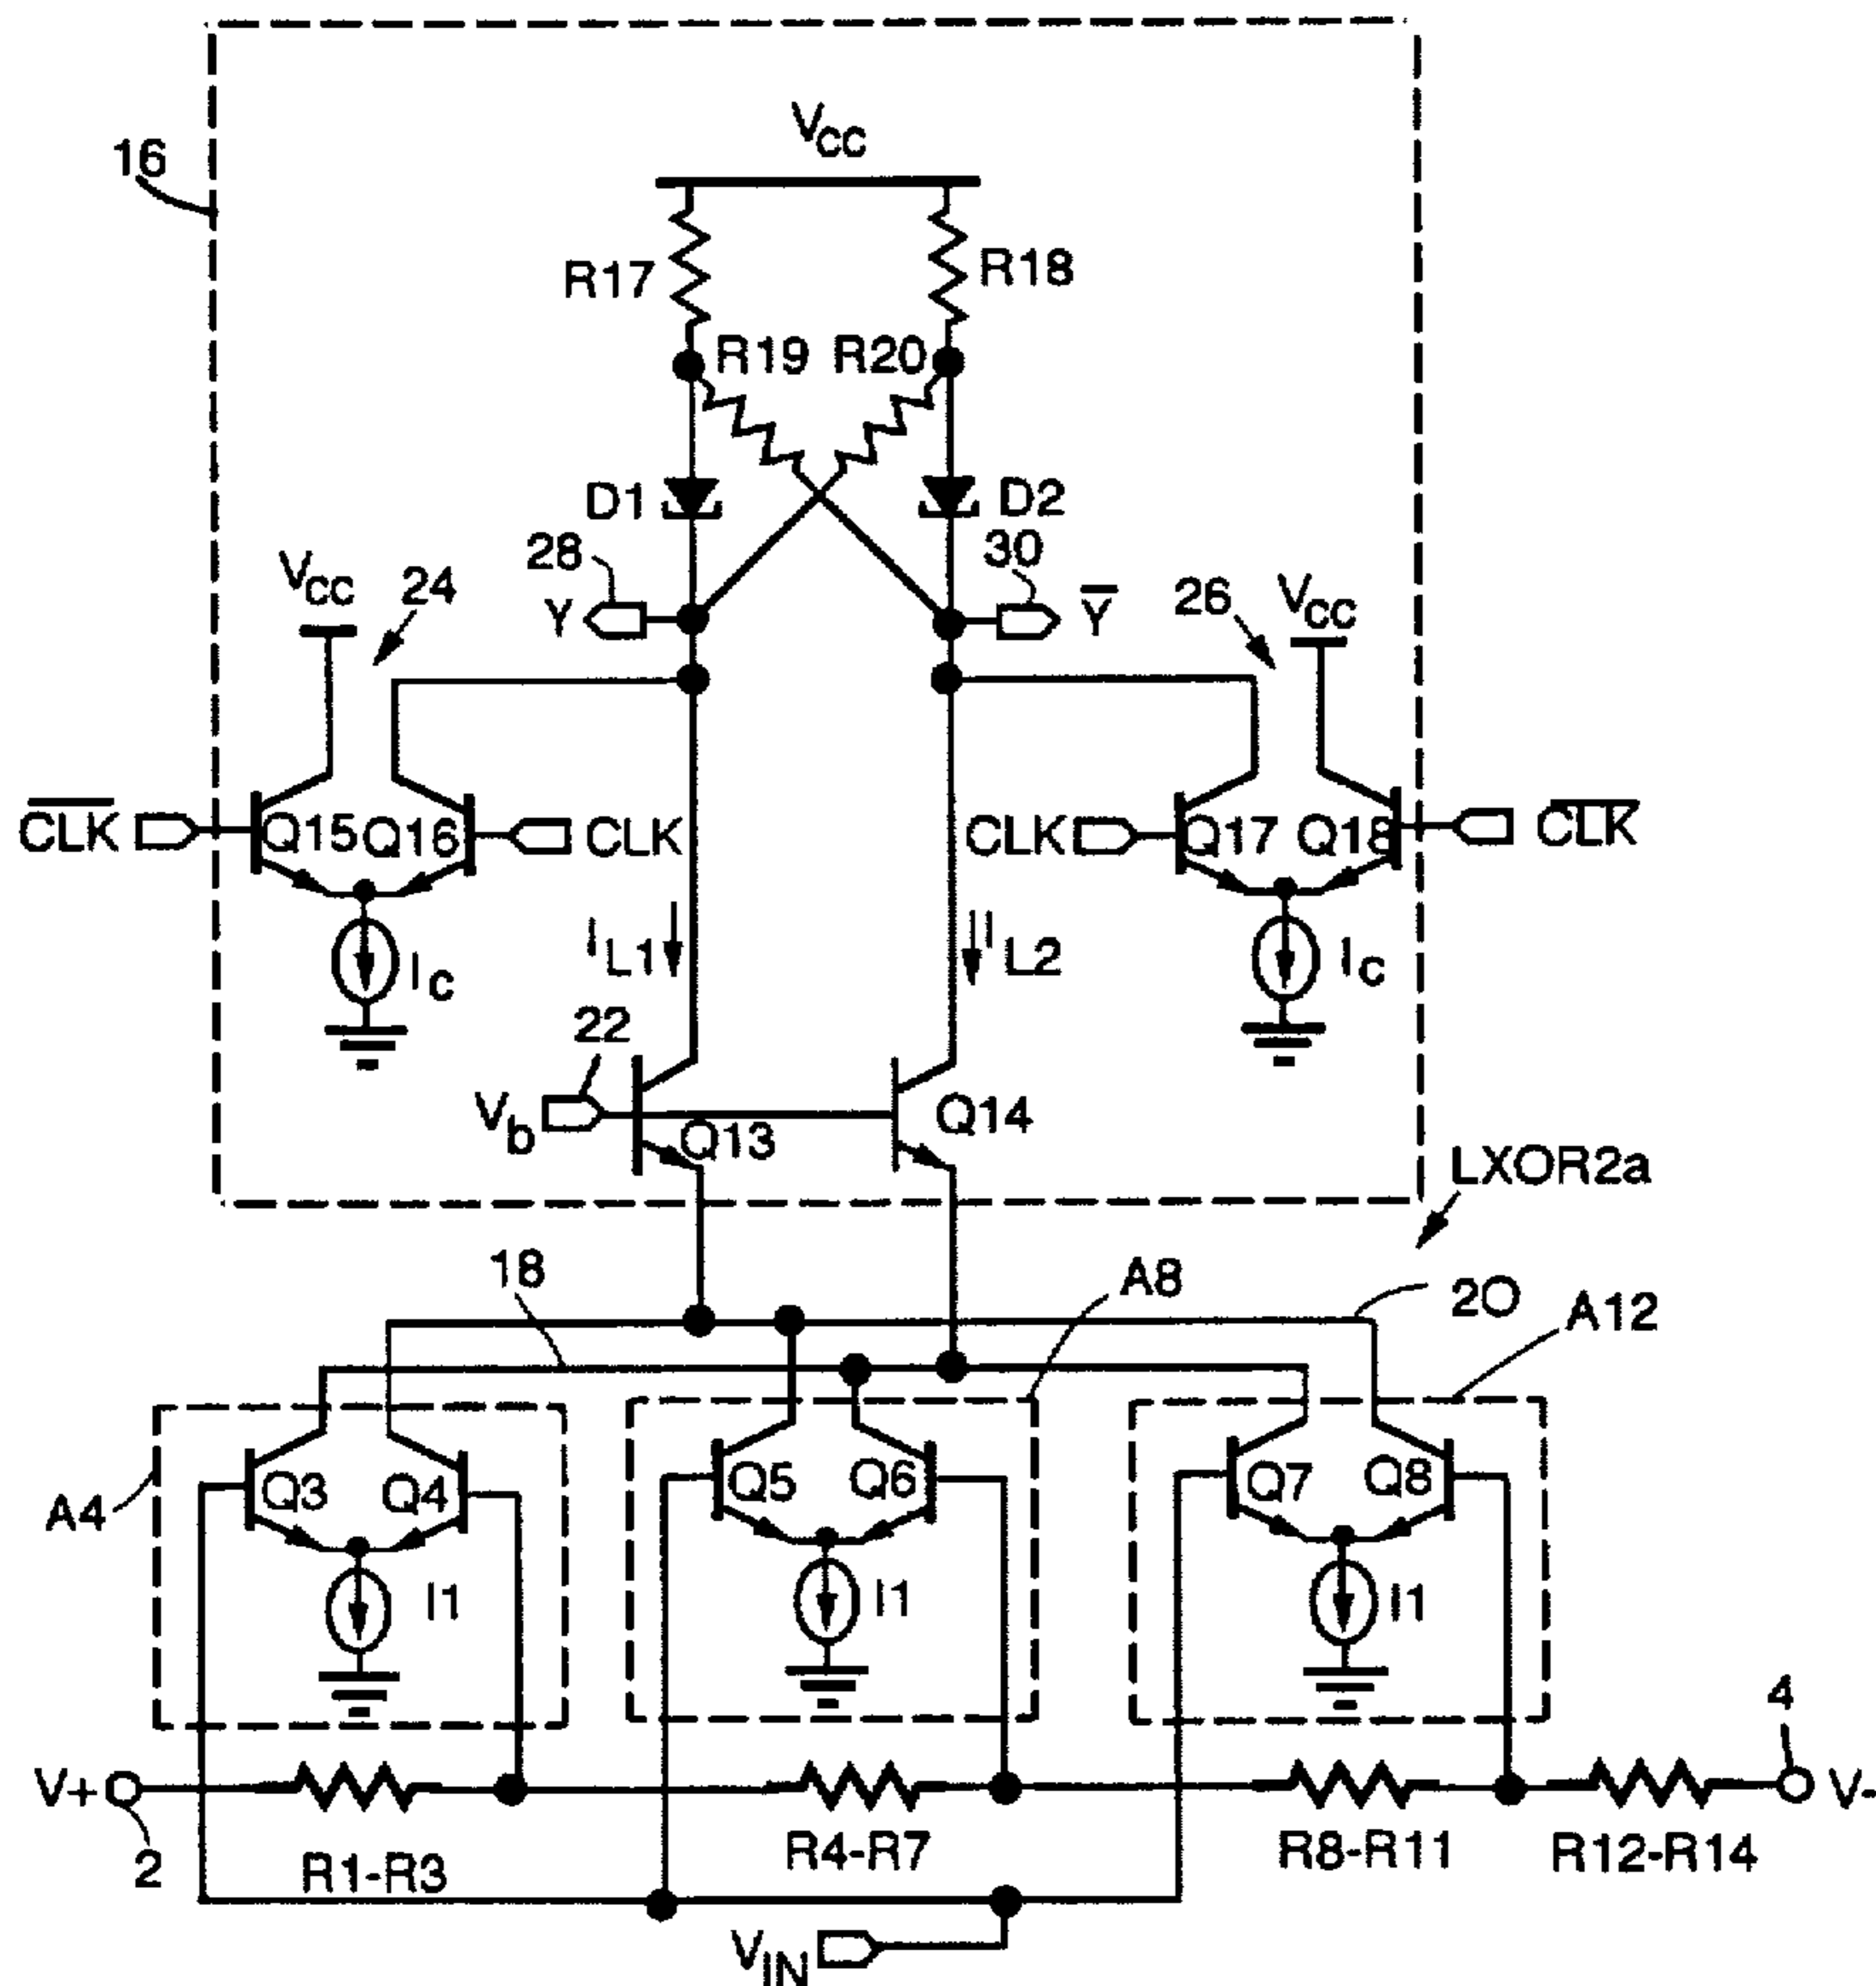 16
VCC
R17
R18
R19 R20
D1
D2
28
30
Y
Y̅
VCC
24
26
VCC
C̅L̅K̅
Q15
Q16
CLK
CLK
Q17
Q18
C̅L̅K̅
IC
IL1
IL2
IC
22
Vb
Q13
Q14
LXOR2a
18
A8
20
A12
A4
Q3
Q4
Q5
Q6
Q7
Q8
I1
I1
I1
4
V+
V-
2
R1-R3
R4-R7
R8-R11
R12-R14
VIN